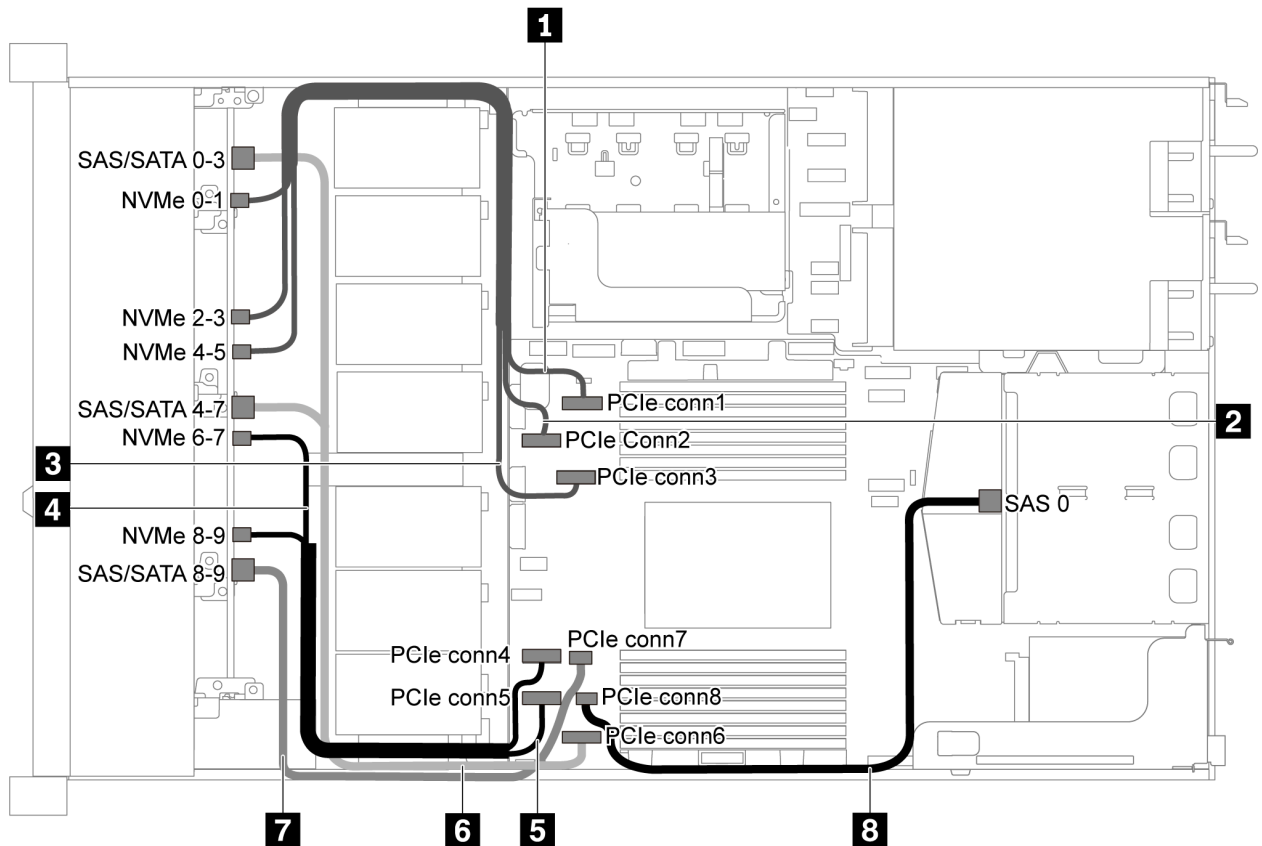 1
SAS/SATA 0-3
NVMe 0-1
NVMe 2-3
NVMe 4-5
PCIe conn1
SAS/SATA 4-7
2
NVMe 6-7
PCIe Conn2
3
PCIe conn3
4
SAS 0
NVMe 8-9
SAS/SATA 8-9
PCIe conn7
PCIe conn4
PCIe conn5
PCIe conn8
PCIe conn6
7
6
5
8